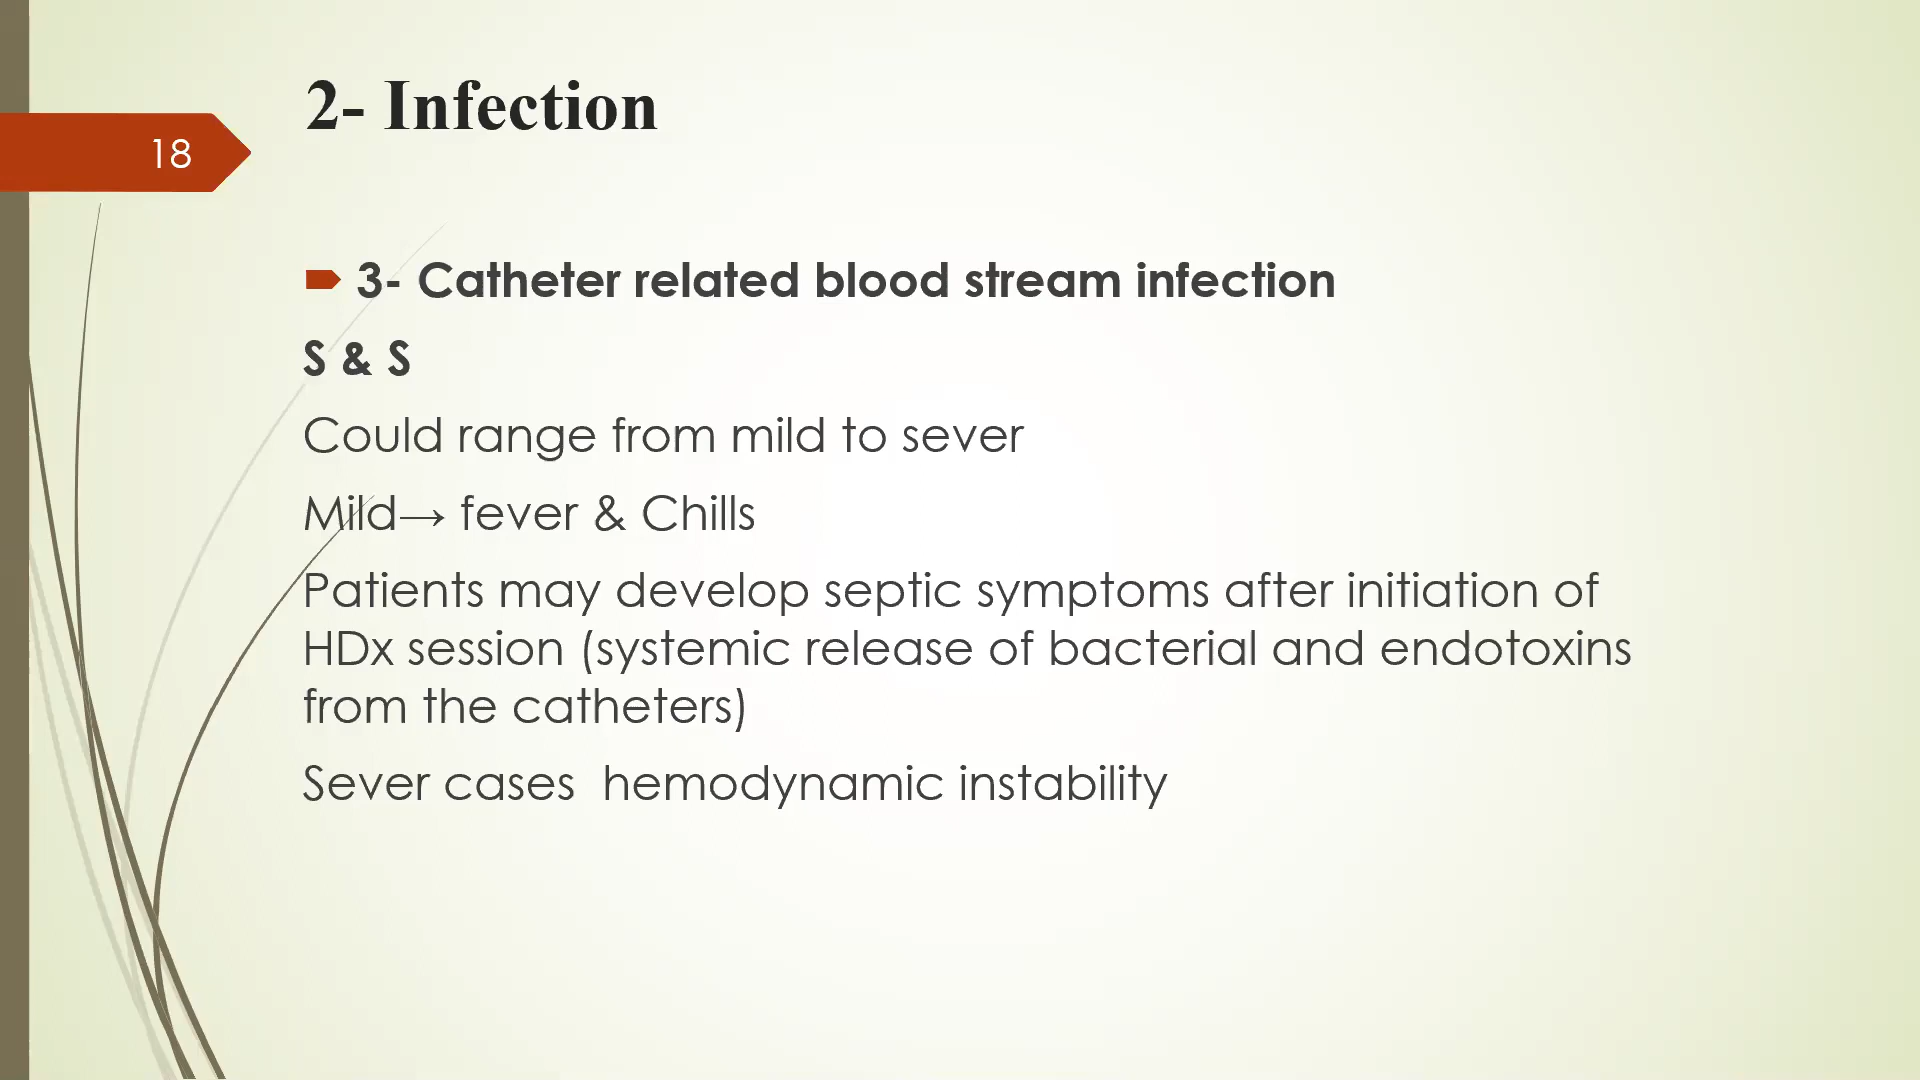 2- Infection
18
3- Catheter related blood stream infection
S & S
Could range from mild to sever
Mild→ fever & Chills
Patients may develop septic symptoms after initiation of
HDx session (systemic release of bacterial and endotoxins
from the catheters)
Sever cases  hemodynamic instability